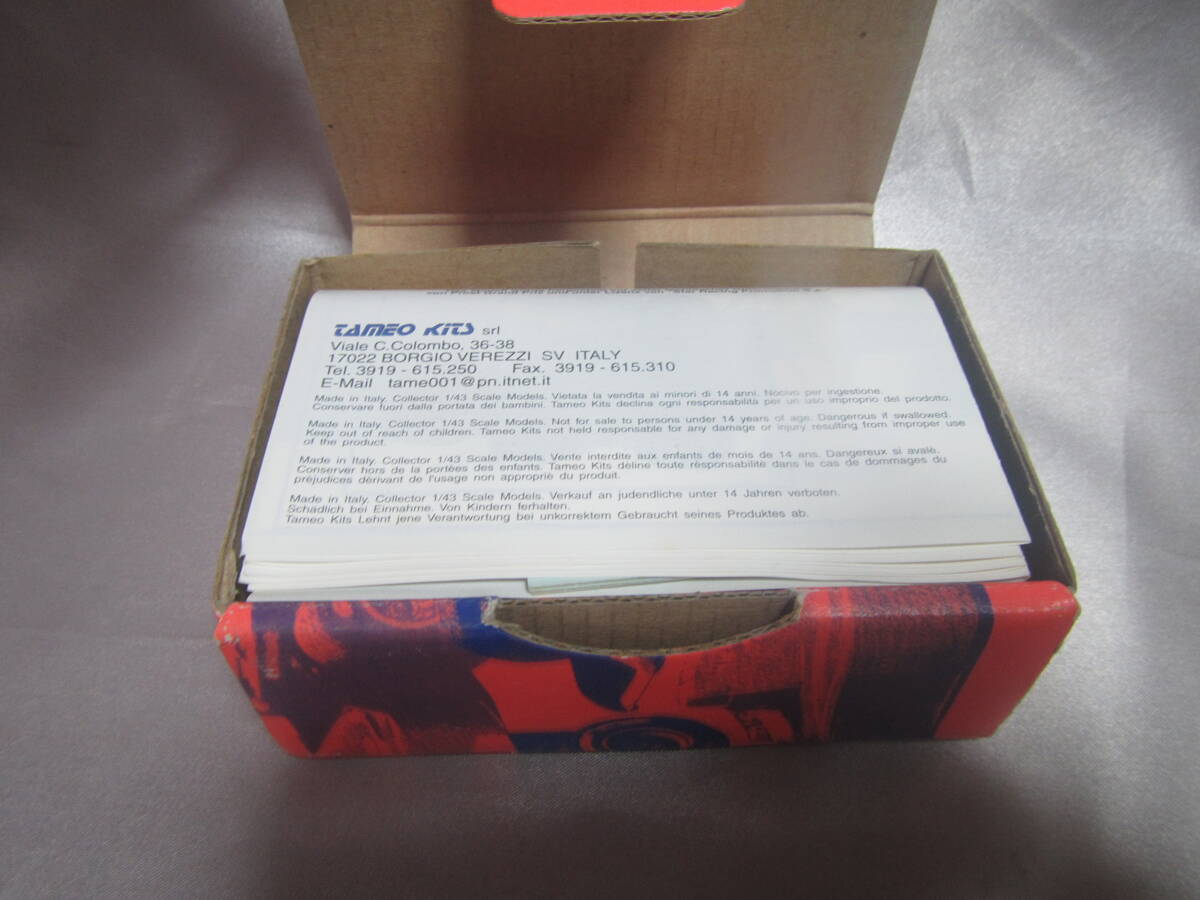 TAMEO KITS srl
Viale C.Colombo, 36-38
17022 BORGIO VEREZZI SV ITALY
Tel. 3919 - 615.250 Fax. 3919 - 615.310
E-Mail tame001@pn.itnet.it
Made in Italy. Collector 1/43 Scale Models. Vietata la vendita ai minori di 14 anni. Nocivo per ingestione.
Conservare fuori dalla portata dei bambini. Tameo Kits declina ogni responsabilità per un uso improprio del prodotto.
Made in Italy. Collector 1/43 Scale Models. Not for sale to persons under 14 years of age. Dangerous if swallowed.
Keep out of reach of children. Tameo Kits not held responsable for any damage or injury resulting from improper use
of the product.
Made in Italy. Collector 1/43 Scale Models. Vente interdite aux enfants de mois de 14 ans. Dangereux si avalè.
Conserver hors de la portées des enfants. Tameo Kits dèline toute rèsponsabilitè dans le cas de dommages du
prèjudices dèrivant de l'usage non approprië du produit.
Made in Italy. Collector 1/43 Scale Models. Verkauf an judendliche unter 14 Jahren verboten.
Schädlich bei Einnahme. Von Kindern ferhalten.
Tameo Kits Lehnt jene Verantwortung bei unkorrektem Gebraucht seines Produktes ab.